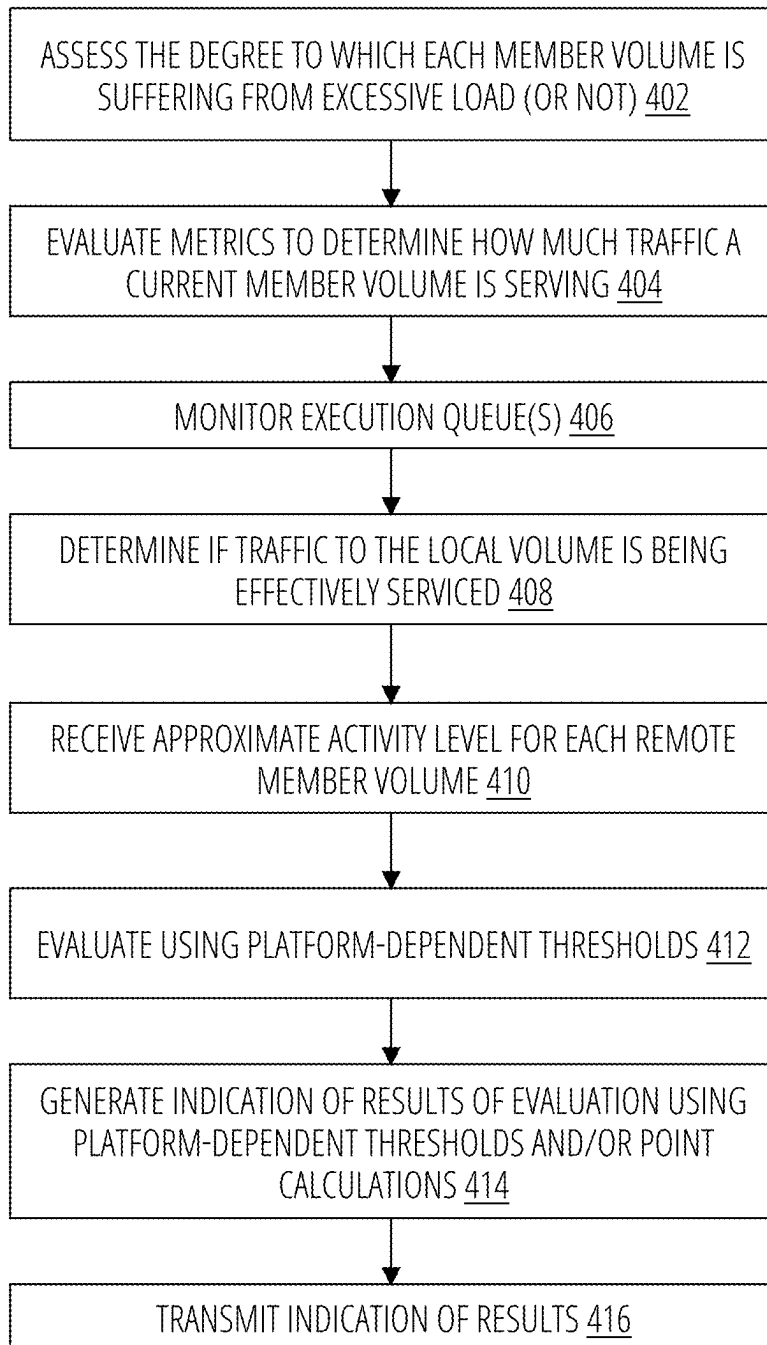 ASSESS THE DEGREE TO WHICH EACH MEMBER VOLUME IS
SUFFERING FROM EXCESSIVE LOAD (OR NOT) 402
EVALUATE METRICS TO DETERMINE HOW MUCH TRAFFIC A
CURRENT MEMBER VOLUME IS SERVING 404
MONITOR EXECUTION QUEUE(S) 406
DETERMINE IF TRAFFIC TO THE LOCAL VOLUME IS BEING
EFFECTIVELY SERVICED 408
RECEIVE APPROXIMATE ACTIVITY LEVEL FOR EACH REMOTE
MEMBER VOLUME 410
EVALUATE USING PLATFORM-DEPENDENT THRESHOLDS 412
GENERATE INDICATION OF RESULTS OF EVALUATION USING
PLATFORM-DEPENDENT THRESHOLDS AND/OR POINT
CALCULATIONS 414
TRANSMIT INDICATION OF RESULTS 416